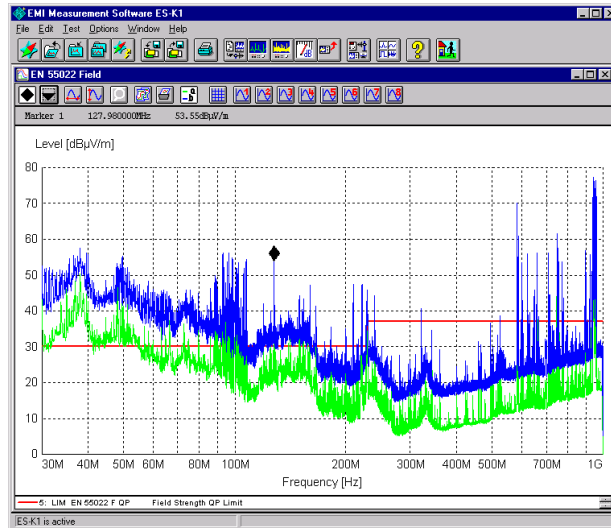 EMI Measurement Software ES-K1
File Edit Test Options Window Help
EN 55022 Field
Marker 1 127.980000MHz 53.55dBµV/m
Level [dBµV/m]
80
70
60
50
40
30
20
10
0
30M 40M 50M 60M 100M 200M 300M 400M 500M 700M 1G
Frequency [Hz]
5: LIM EN 55022 F QP Field Strength QP Limit
ES-K1 is active